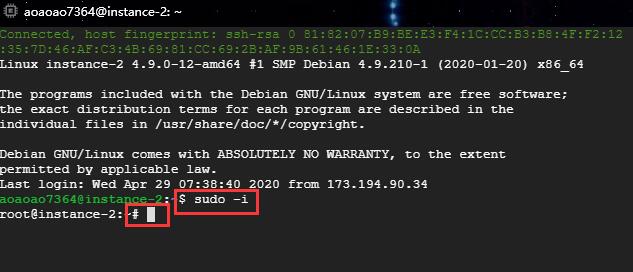 aoaoao7364@instance-2:~
Connected, host fingerprint: ssh-rsa 0 81:82:07:B9:BE:E3:F4:1C:CC:B3:B8:4F:F2:12
:35:7D:46:AF:C3:4B:69:81:CC:69:2B:AF:9B:61:46:1E:33:0A
Linux instance-2 4.9.0-12-amd64 #1 SMP Debian 4.9.210-1 (2020-01-20) x86_64
The programs included with the Debian GNU/Linux system are free software;
the exact distribution terms for each program are described in the
individual files in /usr/share/doc/*/copyright.
Debian GNU/Linux comes with ABSOLUTELY NO WARRANTY, to the extent
permitted by applicable law.
Last login: Wed Apr 29 07:38:40 2020 from 173.194.90.34
aoaoao7364@instance-2:~$ sudo -i
root@instance-2:~#